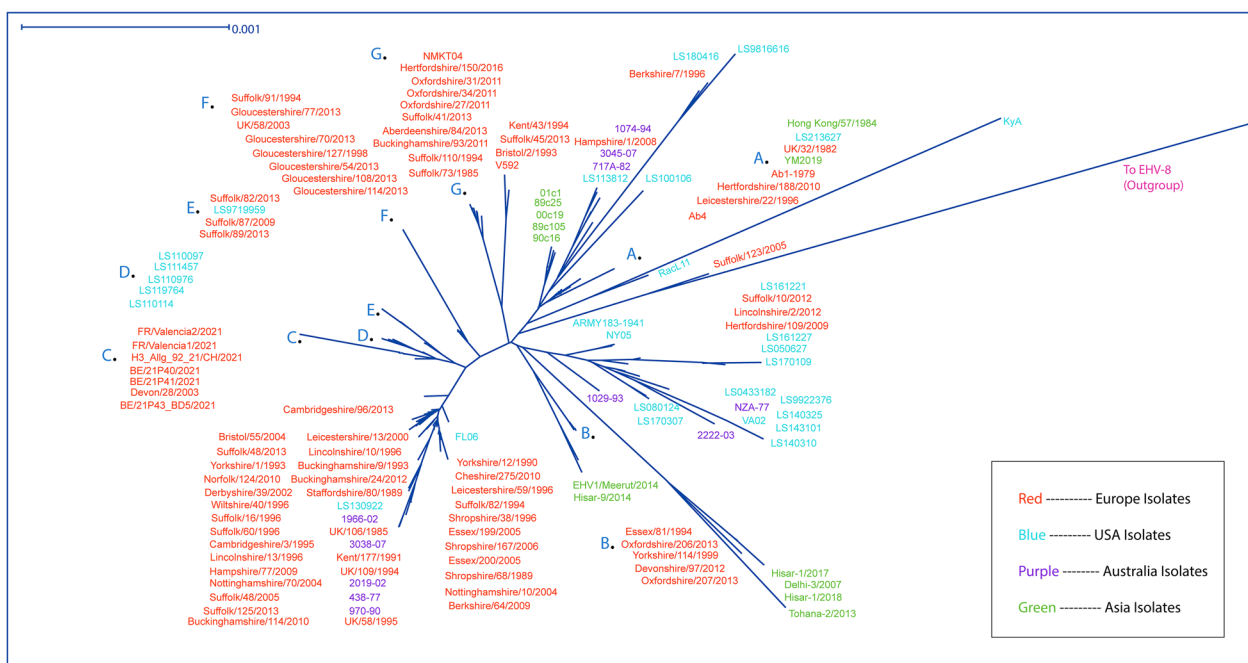 0.001
G.
NMKT04
Hertfordshire/150/2016
Oxfordshire/31/2011
Oxfordshire/34/2011
Oxfordshire/27/2011
Suffolk/41/2013
Aberdeenshire/84/2013
Buckinghamshire/93/2011
Suffolk/110/1994
Suffolk/73/1985
F.
Suffolk/91/1994
Gloucestershire/77/2013
UK/58/2003
Gloucestershire/70/2013
Gloucestershire/127/1998
Gloucestershire/54/2013
Gloucestershire/108/2013
Gloucestershire/114/2013
E.
Suffolk/82/2013
LS9719959
Suffolk/87/2009
Suffolk/89/2013
D.
LS110097
LS111457
LS110976
LS119764
LS110114
C.
FR/Valencia2/2021
FR/Valencia1/2021
H3_Allg_92_21/CH/2021
BE/21P40/2021
BE/21P41/2021
Devon/28/2003
BE/21P43_BD5/2021
Kent/43/1994
Suffolk/45/2013
Bristol/2/1993
V592
1074-94
Hampshire/1/2008
3045-07
717A-82
LS113812
01c1
89c25
00c19
89c105
90c16
LS180416
LS9816616
Berkshire/7/1996
LS100106
A.
Hong Kong/57/1984
LS213627
UK/32/1982
YM2019
Ab1-1979
Hertfordshire/188/2010
Leicestershire/22/1996
Ab4
KyA
To EHV-8
(Outgroup)
G.
F.
E.
D.
C.
A.
RacL11
Suffolk/123/2005
ARMY183-1941
NY05
LS161221
Suffolk/10/2012
Lincolnshire/2/2012
Hertfordshire/109/2009
LS161227
LS050627
LS170109
1029-93
LS080124
LS170307
2222-03
LS0433182
NZA-77
VA02
LS9922376
LS140325
LS143101
LS140310
B.
EHV1/Meerut/2014
Hisar-9/2014
B.
Essex/81/1994
Oxfordshire/206/2013
Yorkshire/114/1999
Devonshire/97/2012
Oxfordshire/207/2013
Hisar-1/2017
Delhi-3/2007
Hisar-1/2018
Tohana-2/2013
Cambridgeshire/96/2013
FL06
Bristol/55/2004
Suffolk/48/2013
Yorkshire/1/1993
Norfolk/124/2010
Derbyshire/39/2002
Wiltshire/40/1996
Suffolk/16/1996
Suffolk/60/1996
Cambridgeshire/3/1995
Lincolnshire/13/1996
Hampshire/77/2009
Nottinghamshire/70/2004
Suffolk/48/2005
Suffolk/125/2013
Buckinghamshire/114/2010
Leicestershire/13/2000
Lincolnshire/10/1996
Buckinghamshire/9/1993
Buckinghamshire/24/2012
Staffordshire/80/1989
LS130922
1966-02
UK/106/1985
3038-07
Kent/177/1991
UK/109/1994
2019-02
438-77
970-90
UK/58/1995
Yorkshire/12/1990
Cheshire/275/2010
Leicestershire/59/1996
Suffolk/82/1994
Shropshire/38/1996
Essex/199/2005
Shropshire/167/2006
Essex/200/2005
Shropshire/68/1989
Nottinghamshire/10/2004
Berkshire/64/2009
Red ---------- Europe Isolates
Blue -------- USA Isolates
Purple -------- Australia Isolates
Green --------- Asia Isolates